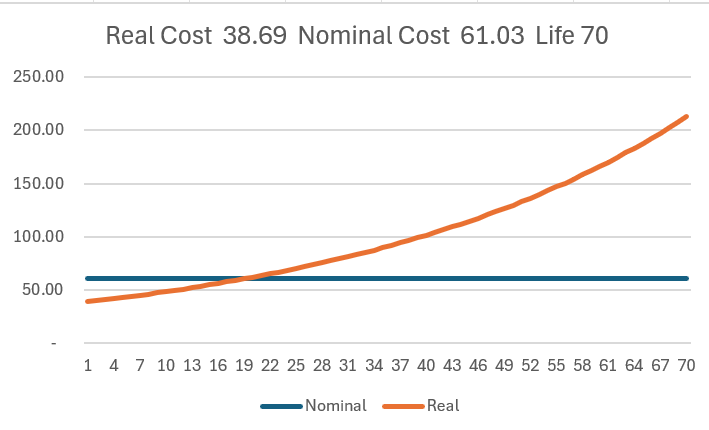 Real Cost 38.69 Nominal Cost 61.03 Life 70
250.00
200.00
150.00
100.00
50.00
-
1 4 7 10 13 16 19 22 25 28 31 34 37 40 43 46 49 52 55 58 61 64 67 70
Nominal Real